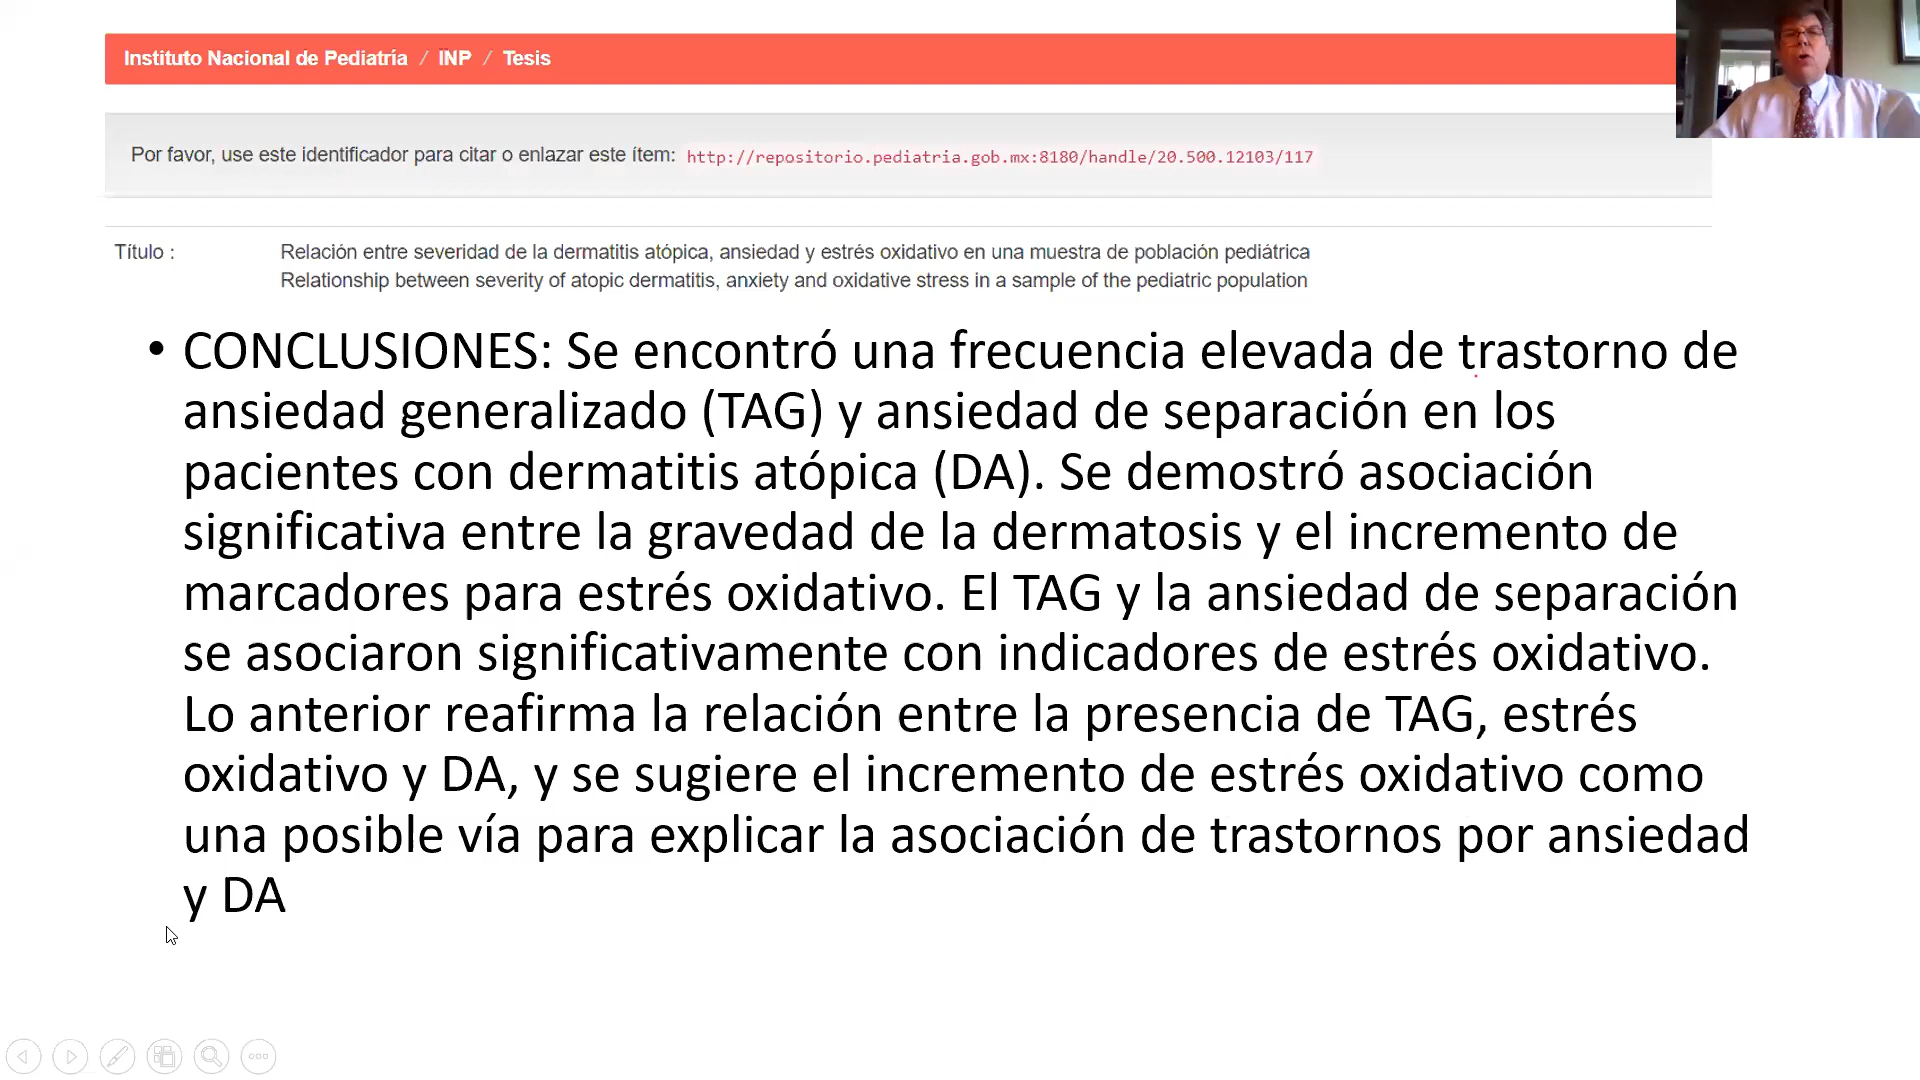 Instituto Nacional de Pediatría / INP / Tesis
Por favor, use este identificador para citar o enlazar este ítem: http://repositorio.pediatria.gob.mx:8180/handle/20.500.12103/117
Título : Relación entre severidad de la dermatitis atópica, ansiedad y estrés oxidativo en una muestra de población pediátrica
Relationship between severity of atopic dermatitis, anxiety and oxidative stress in a sample of the pediatric population
• CONCLUSIONES: Se encontró una frecuencia elevada de trastorno de
ansiedad generalizado (TAG) y ansiedad de separación en los
pacientes con dermatitis atópica (DA). Se demostró asociación
significativa entre la gravedad de la dermatosis y el incremento de
marcadores para estrés oxidativo. El TAG y la ansiedad de separación
se asociaron significativamente con indicadores de estrés oxidativo.
Lo anterior reafirma la relación entre la presencia de TAG, estrés
oxidativo y DA, y se sugiere el incremento de estrés oxidativo como
una posible vía para explicar la asociación de trastornos por ansiedad
y DA